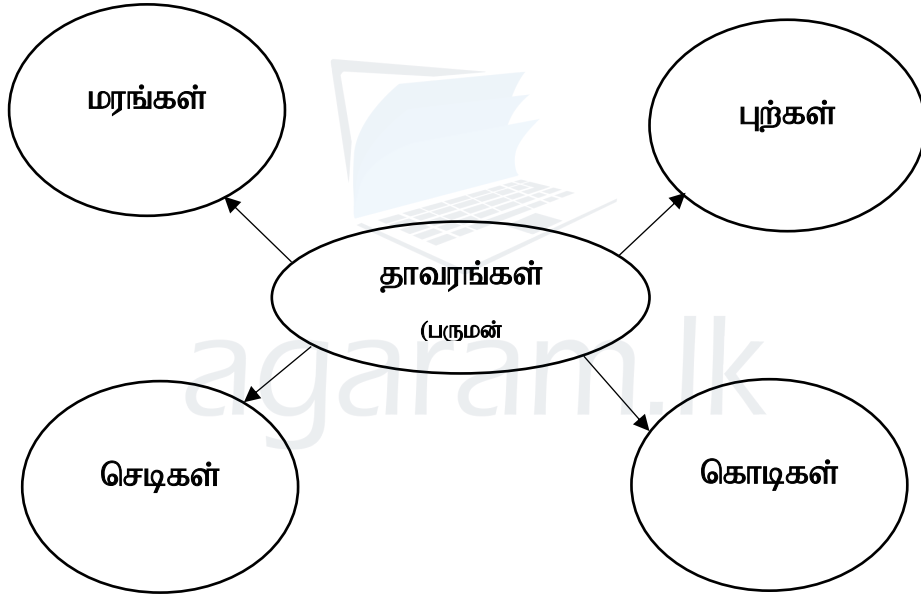 மரங்கள்
புற்கள்
தாவரங்கள்
(பருமன்
செடிகள்
கொடிகள்
agaram.lk